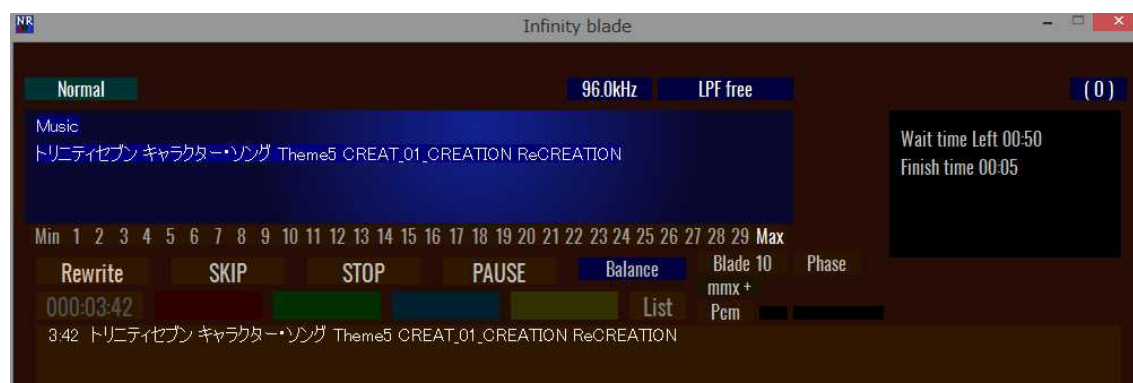 NR
Infinity blade
Normal 96.0kHz LPF free ( 0 )
Music
トリニティセブン キャラクター・ソング Theme5 CREAT_01_CREATION ReCREATION
Wait time Left 00:50
Finish time 00:05
Min 1 2 3 4 5 6 7 8 9 10 11 12 13 14 15 16 17 18 19 20 21 22 23 24 25 26 27 28 29 Max
Rewrite SKIP STOP PAUSE Balance Blade 10 Phase
mmx +
000:03:42 List Pcm
3:42 トリニティセブン キャラクター・ソング Theme5 CREAT_01_CREATION ReCREATION